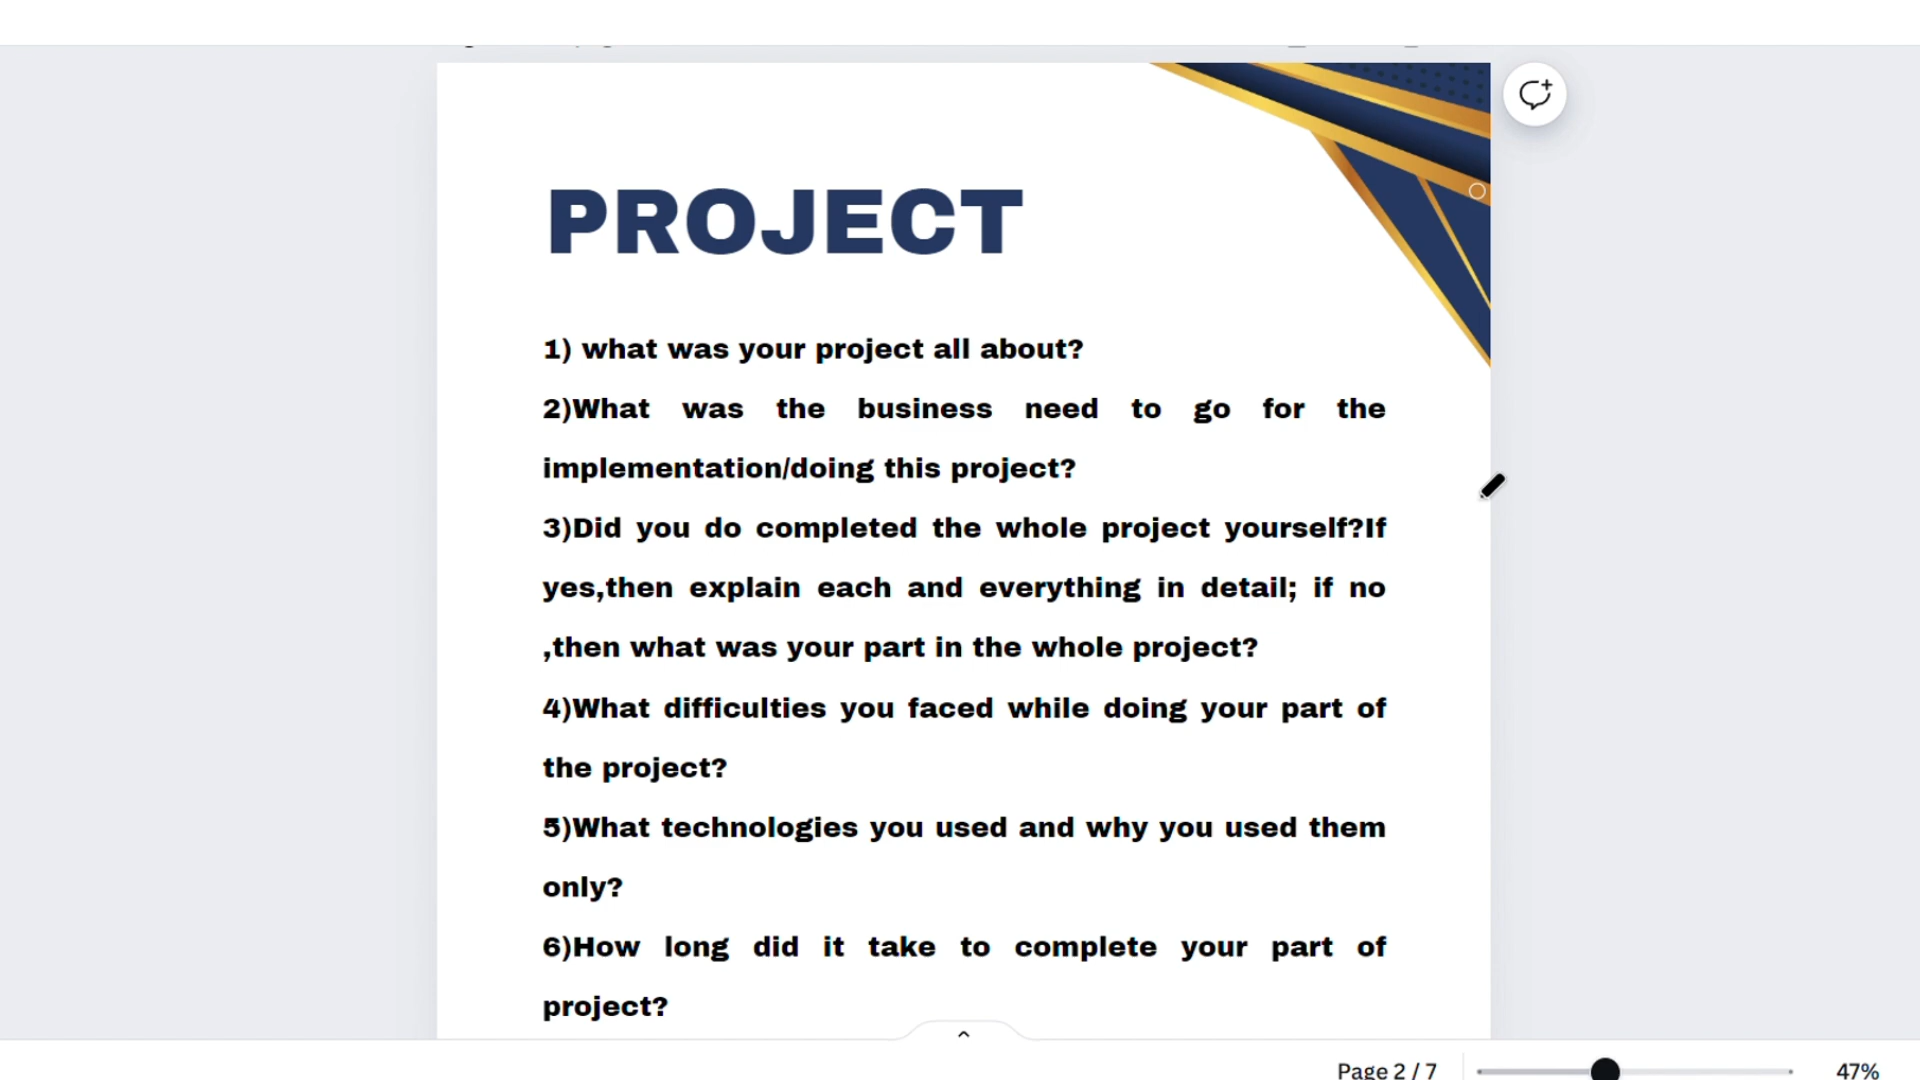 PROJECT
1) what was your project all about?
2)What was the business need to go for the
implementation/doing this project?
3)Did you do completed the whole project yourself?If
yes,then explain each and everything in detail; if no
,then what was your part in the whole project?
4)What difficulties you faced while doing your part of
the project?
5)What technologies you used and why you used them
only?
6)How long did it take to complete your part of
project?
Page 2 / 7
47%